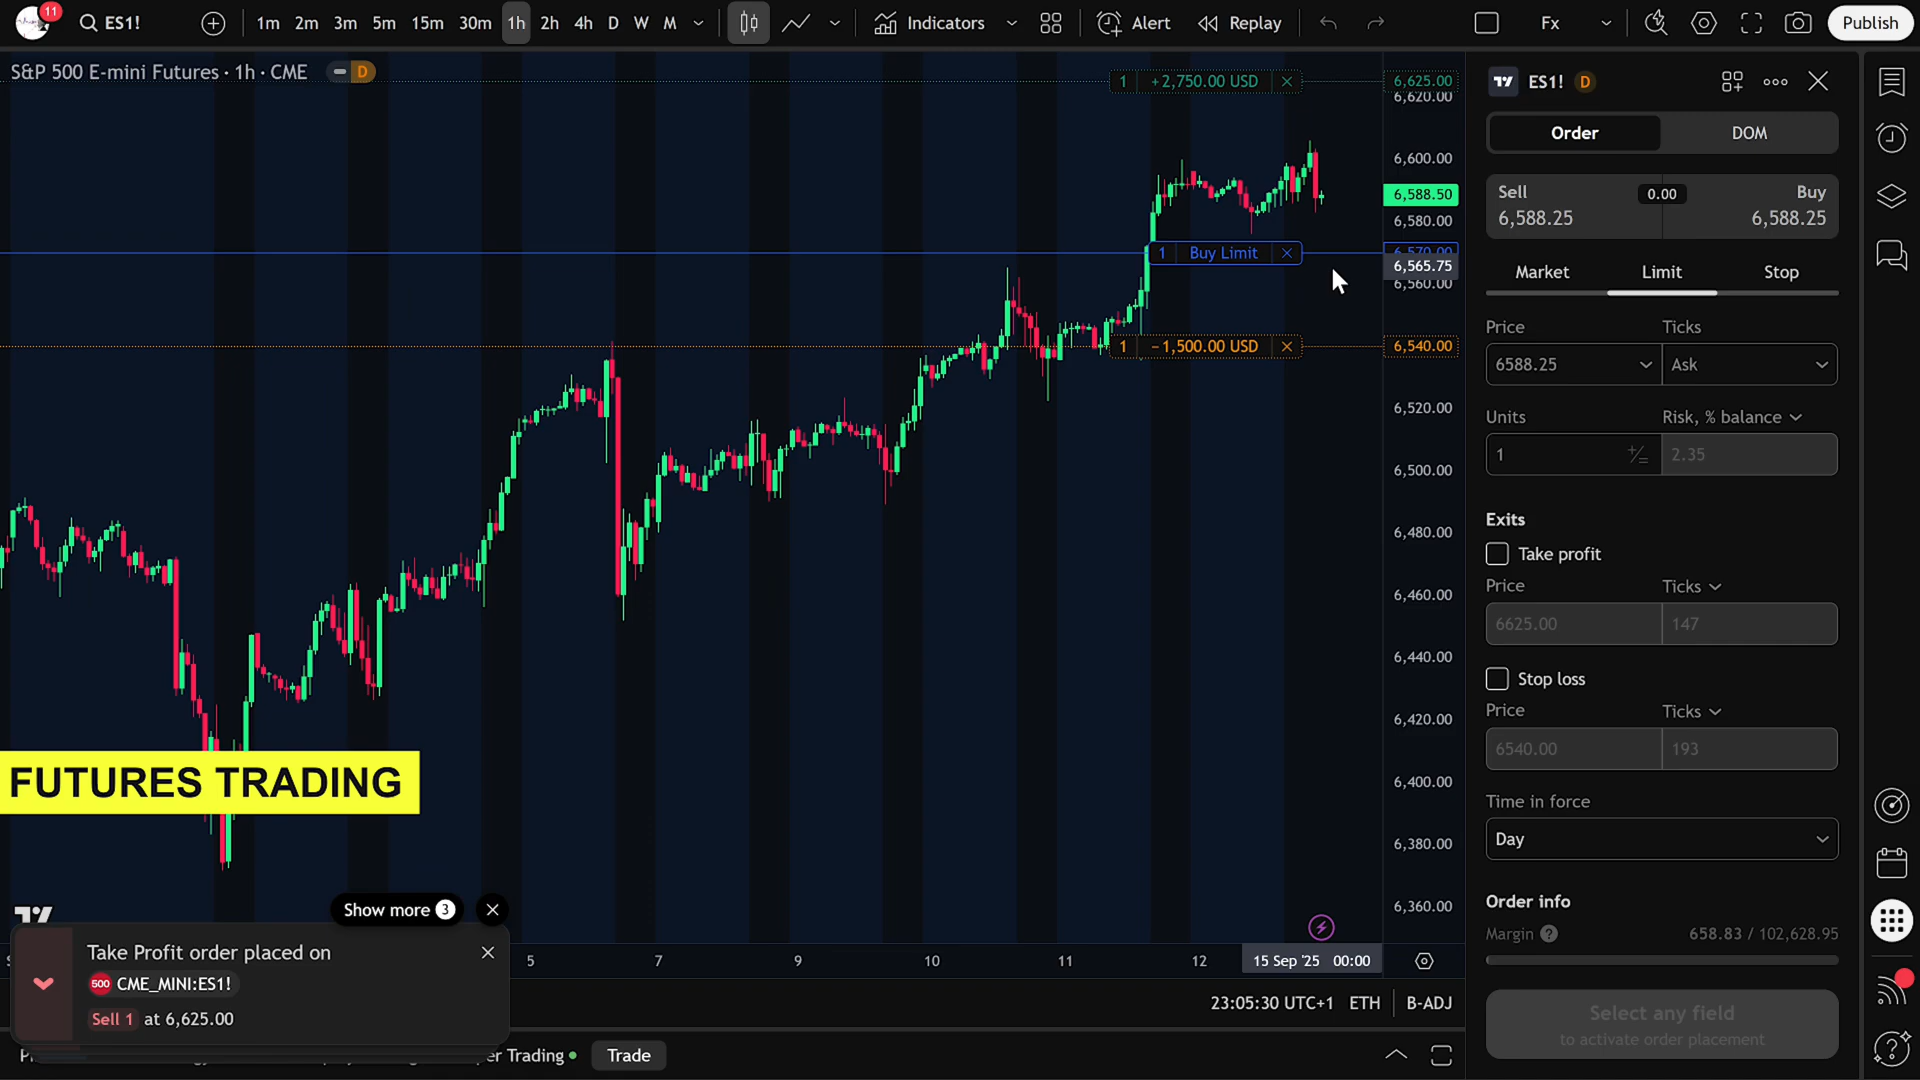 11
ES1!
1m 2m 3m 5m 15m 30m 1h 2h 4h D W M
Indicators
Alert
Replay
Fx
Publish
S&P 500 E-mini Futures · 1h · CME
D
1 +2,750.00 USD
6,625.00
6,620.00
6,600.00
6,588.50
6,580.00
1 Buy Limit
6,570.00
6,565.75
6,560.00
1 −1,500.00 USD
6,540.00
6,520.00
6,500.00
6,480.00
6,460.00
6,440.00
6,420.00
6,400.00
6,380.00
6,360.00
FUTURES TRADING
Show more 3
Take Profit order placed on
500 CME_MINI:ES1!
Sell 1 at 6,625.00
5 7 9 10 11 12 15 Sep '25 00:00
23:05:30 UTC+1 ETH B-ADJ
Trading
Trade
ES1! D
Order DOM
Sell 0.00 Buy
6,588.25 6,588.25
Market Limit Stop
Price Ticks
6588.25 Ask
Units Risk, % balance
1 2.35
Exits
Take profit
Price Ticks
6625.00 147
Stop loss
Price Ticks
6540.00 193
Time in force
Day
Order info
Margin 658.83 / 102,628.95
Select any field
to activate order placement